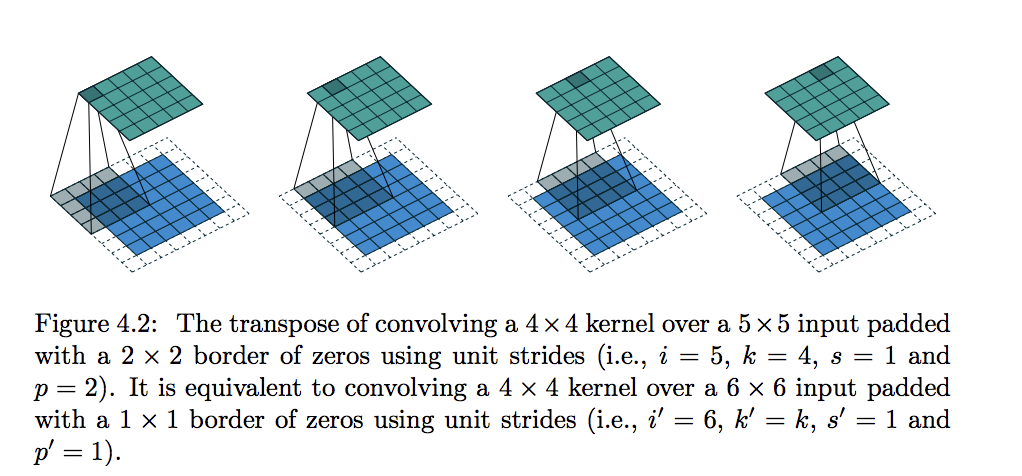 Figure 4.2: The transpose of convolving a 4 × 4 kernel over a 5 × 5 input padded
with a 2 × 2 border of zeros using unit strides (i.e., i = 5, k = 4, s = 1 and
p = 2). It is equivalent to convolving a 4 × 4 kernel over a 6 × 6 input padded
with a 1 × 1 border of zeros using unit strides (i.e., i′ = 6, k′ = k, s′ = 1 and
p′ = 1).